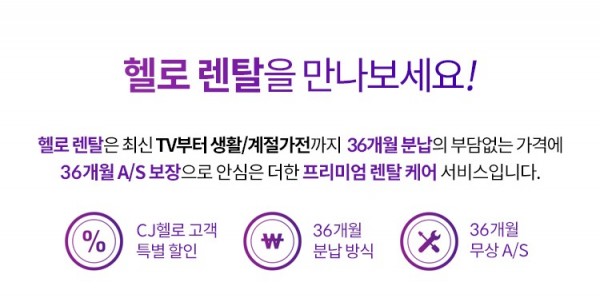 헬로 렌탈을 만나보세요!
헬로 렌탈은 최신 TV부터 생활/계절가전까지 36개월 분납의 부담없는 가격에
36개월 A/S 보장으로 안심은 더한 프리미엄 렌탈 케어 서비스입니다.
%
CJ헬로 고객
특별 할인
₩
36개월
분납 방식
36개월
무상 A/S